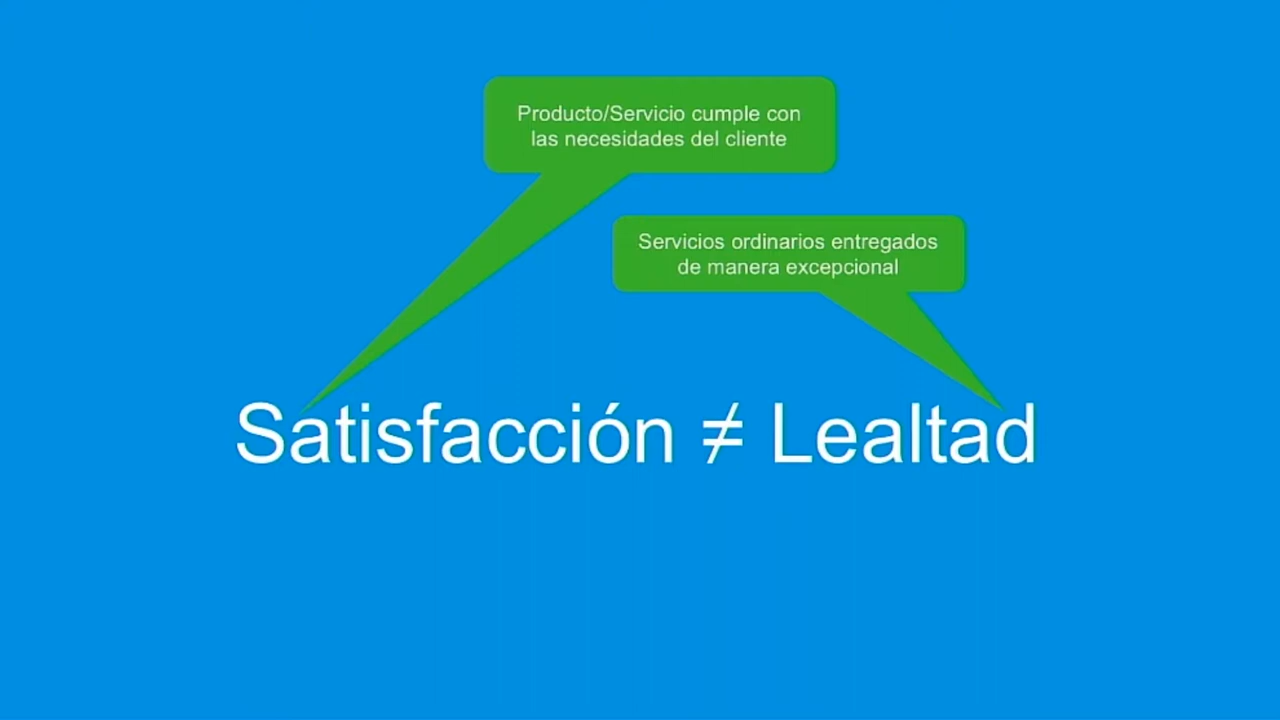 Producto/Servicio cumple con
las necesidades del cliente
Servicios ordinarios entregados
de manera excepcional
Satisfacción ≠ Lealtad